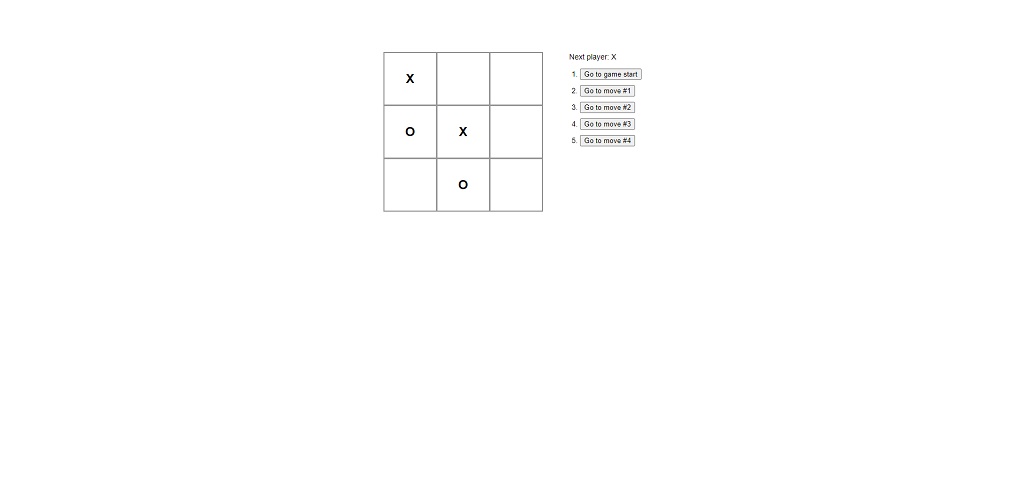 X
O X
O
Next player: X
1. Go to game start
2. Go to move #1
3. Go to move #2
4. Go to move #3
5. Go to move #4